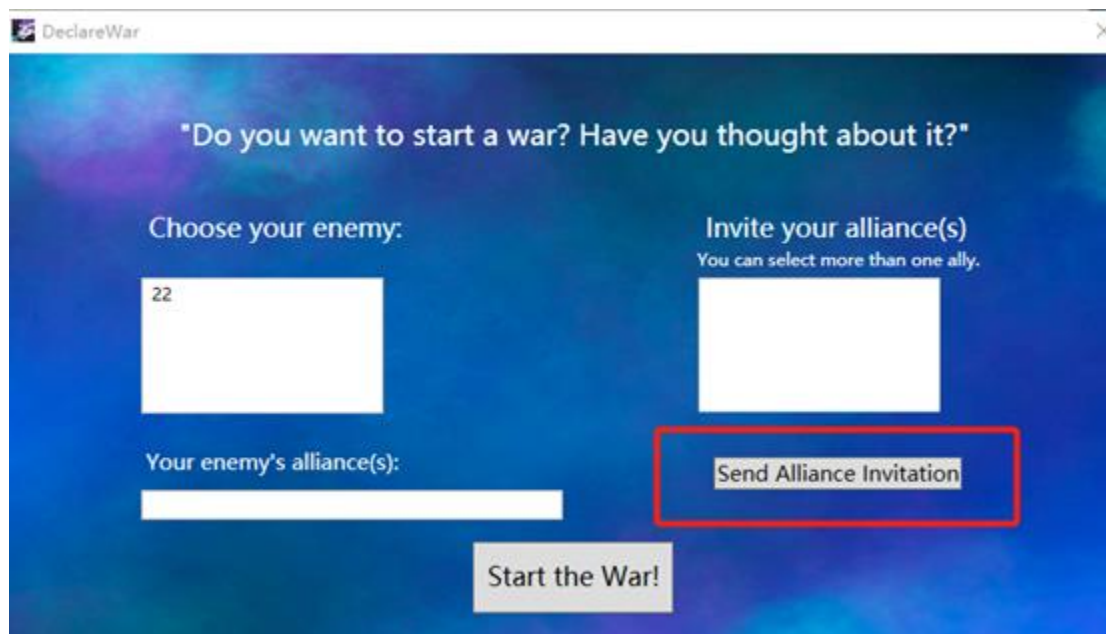 DeclareWar
"Do you want to start a war? Have you thought about it?"
Choose your enemy:
22
Your enemy's alliance(s):
Invite your alliance(s)
You can select more than one ally.
Send Alliance Invitation
Start the War!